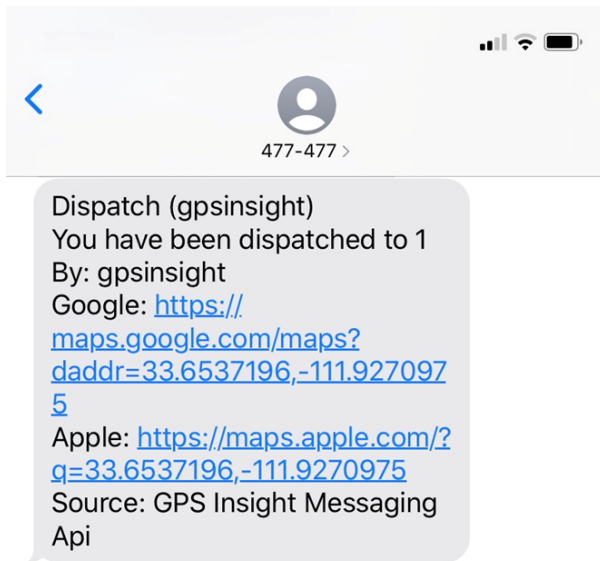 477-477 >
Dispatch (gpsinsight)
You have been dispatched to 1
By: gpsinsight
Google: https://
maps.google.com/maps?
daddr=33.6537196,-111.927097
5
Apple: https://maps.apple.com/?
q=33.6537196,-111.9270975
Source: GPS Insight Messaging
Api